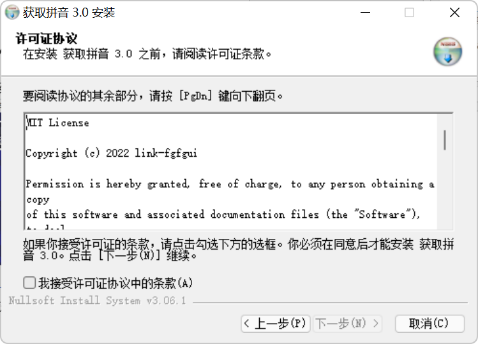 获取拼音 3.0 安装
许可证协议
在安装 获取拼音 3.0 之前，请阅读许可证条款。
要阅读协议的其余部分，请按 [PgDn] 键向下翻页。
MIT License
Copyright (c) 2022 link-fgfgui
Permission is hereby granted, free of charge, to any person obtaining a
copy
of this software and associated documentation files (the "Software"),
如果你接受许可证的条款，请点击勾选下方的选框。你必须在同意后才能安装 获取拼
音 3.0。点击 [下一步(N)] 继续。
我接受许可证协议中的条款(A)
Nullsoft Install System v3.06.1
< 上一步(P) 下一步(N) > 取消(C)